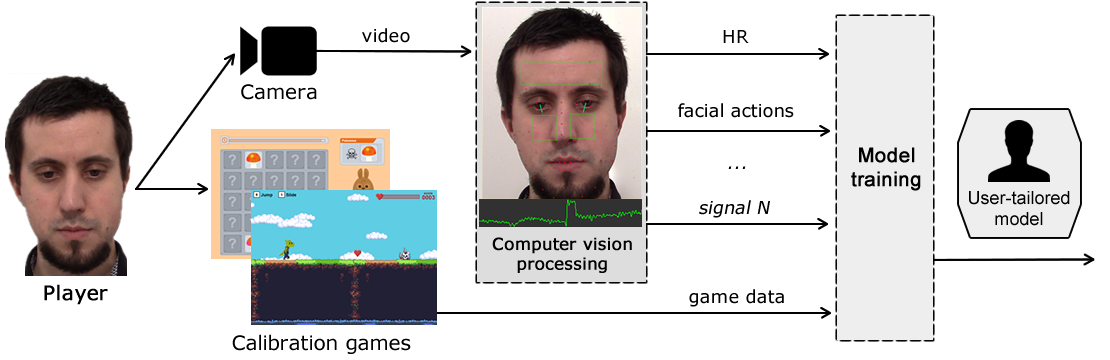 Player
Camera
video
?
? ? ?
? ? ? ? ?
Jump
Slide
0003
Calibration games
Computer vision
processing
HR
facial actions
...
signal N
game data
Model
training
User-tailored
model